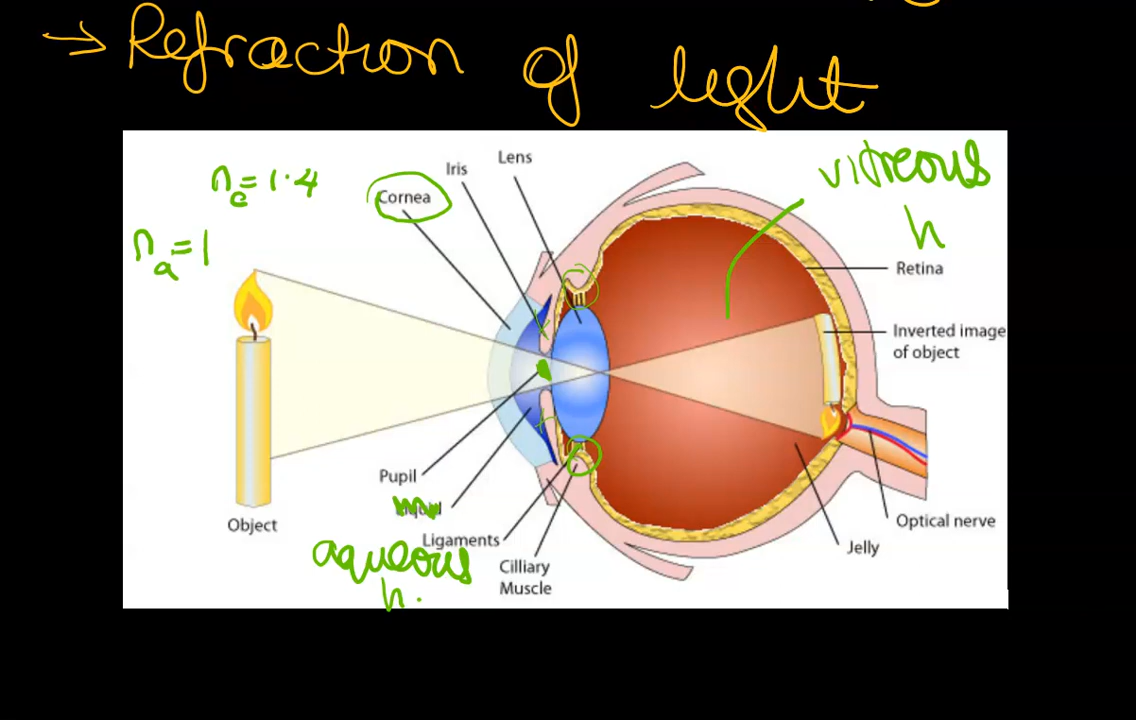 → Refraction of light
nc = 1.4
na = 1
Cornea
Iris
Lens
vitreous
h
Retina
Inverted image
of object
Pupil
Object
aqueous
h.
Ligaments
Cilliary
Muscle
Optical nerve
Jelly